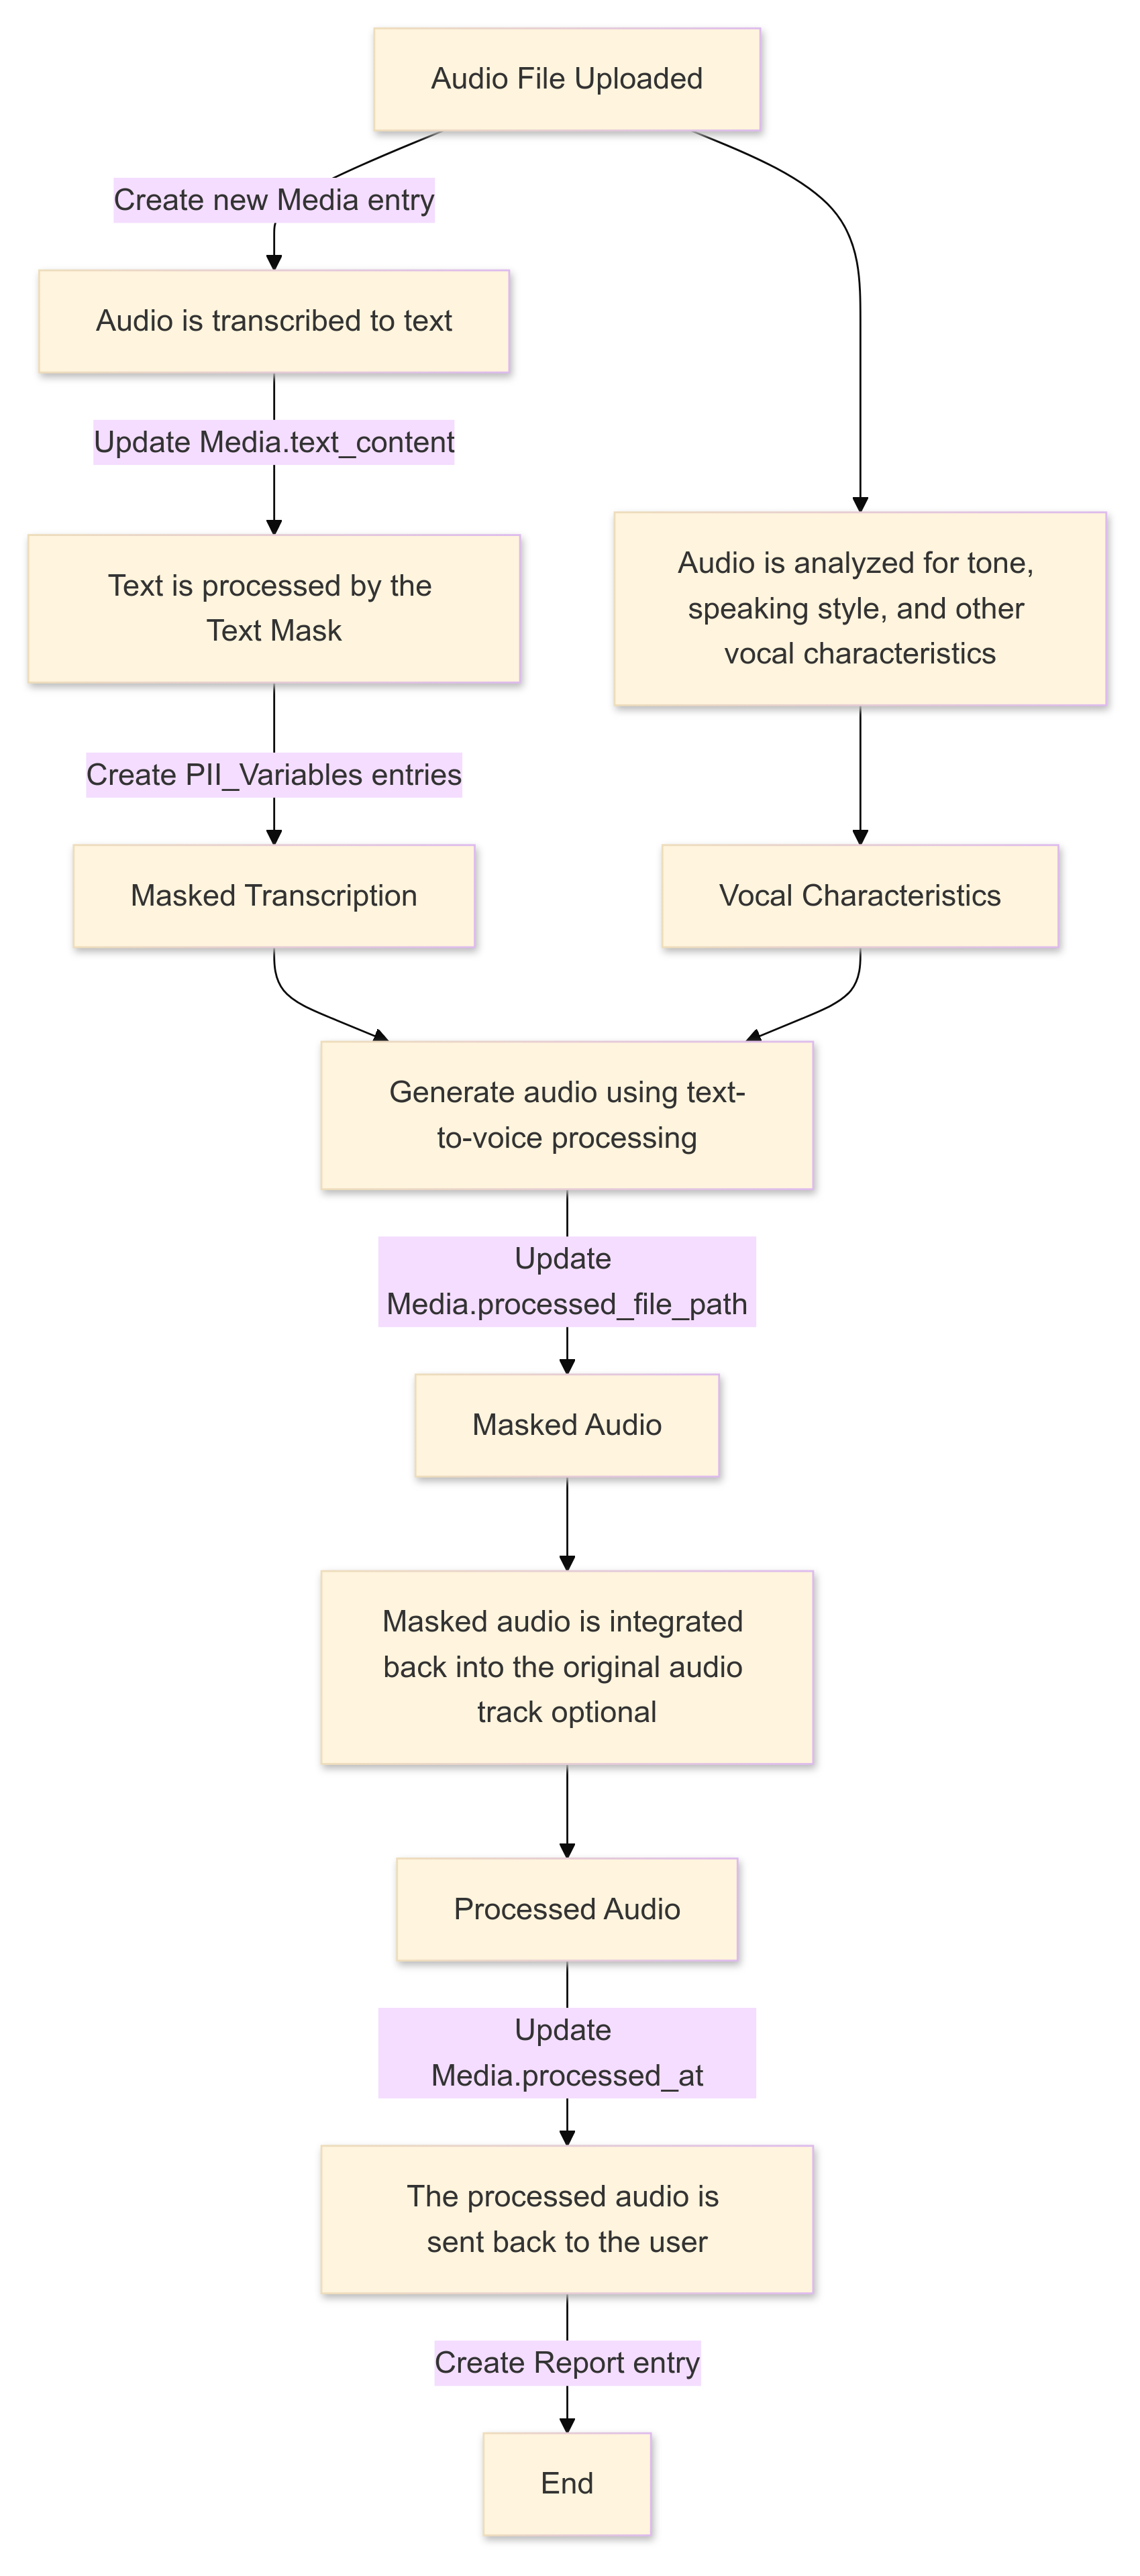 Audio File Uploaded
Create new Media entry
Audio is transcribed to text
Update Media.text_content
Text is processed by the
Text Mask
Audio is analyzed for tone,
speaking style, and other
vocal characteristics
Create PII_Variables entries
Masked Transcription
Vocal Characteristics
Generate audio using text-
to-voice processing
Update
Media.processed_file_path
Masked Audio
Masked audio is integrated
back into the original audio
track optional
Processed Audio
Update
Media.processed_at
The processed audio is
sent back to the user
Create Report entry
End